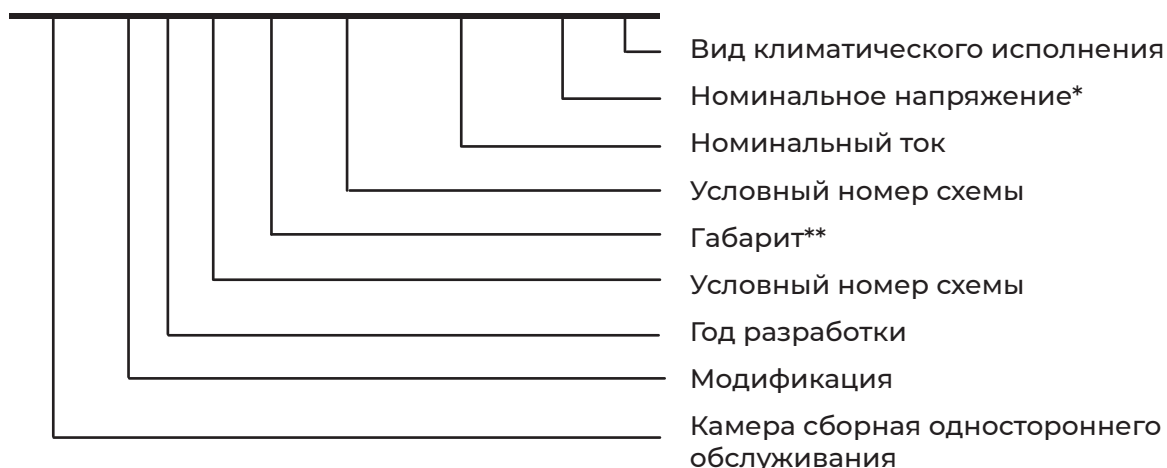 Вид климатического исполнения
Номинальное напряжение*
Номинальный ток
Условный номер схемы
Габарит**
Условный номер схемы
Год разработки
Модификация
Камера сборная одностороннего
обслуживания